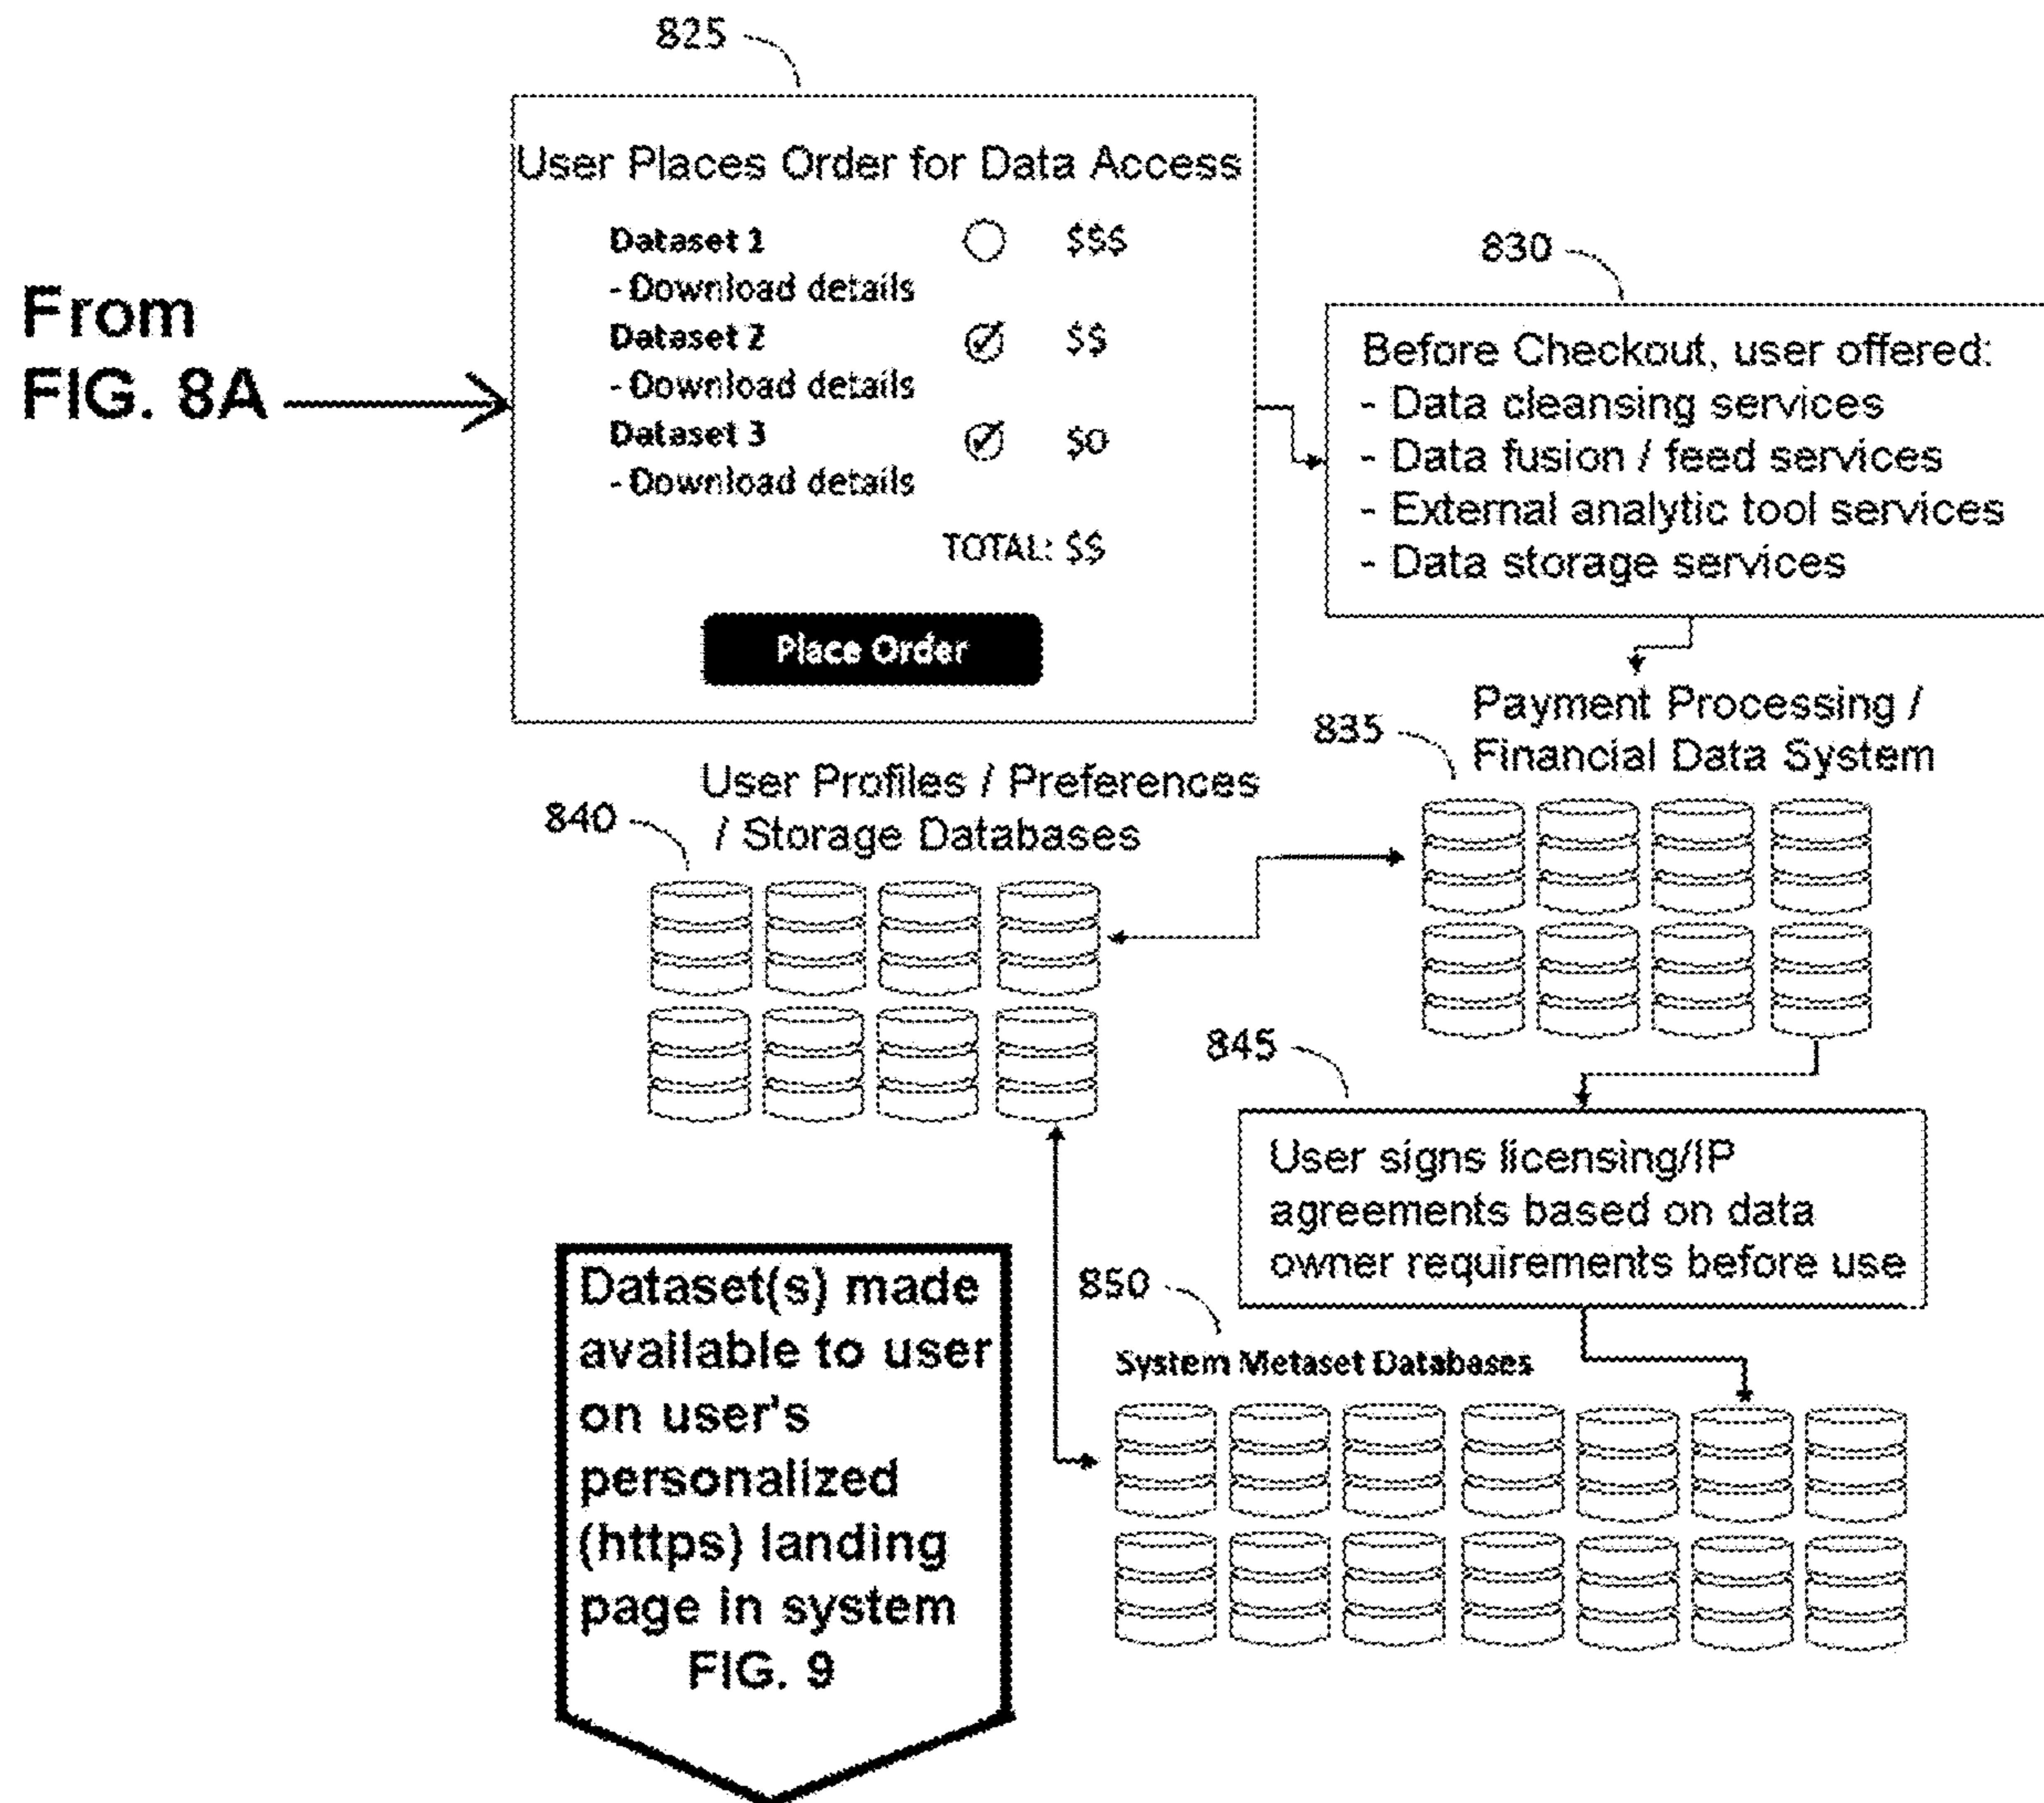 825
User Places Order for Data Access
Dataset 1 $$$
- Download details
Dataset 2 $$
- Download details
Dataset 3 $0
- Download details
TOTAL: $$
Place Order
From
FIG. 8A
830
Before Checkout, user offered:
- Data cleansing services
- Data fusion / feed services
- External analytic tool services
- Data storage services
835
Payment Processing /
Financial Data System
840
User Profiles / Preferences
/ Storage Databases
845
User signs licensing/IP
agreements based on data
owner requirements before use
850
System Metaset Databases
Dataset(s) made
available to user
on user's
personalized
(https) landing
page in system
FIG. 9